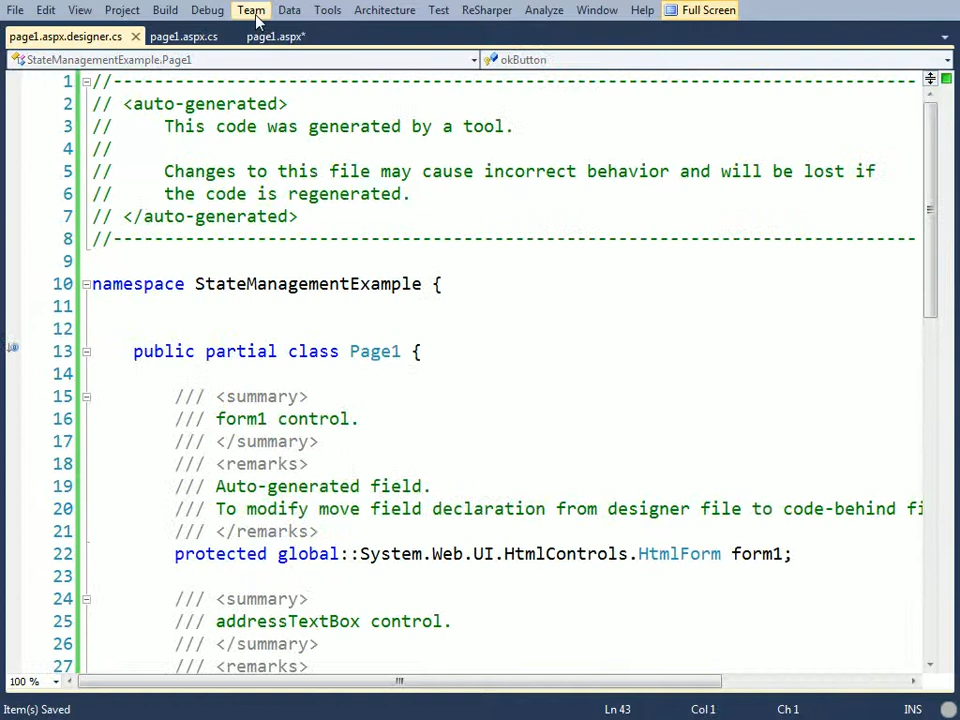 File Edit View Project Build Debug Team Data Tools Architecture Test ReSharper Analyze Window Help Full Screen
page1.aspx.designer.cs page1.aspx.cs page1.aspx*
StateManagementExample.Page1 okButton
1 //------------------------------------------------------------------------------
2 // <auto-generated>
3 //     This code was generated by a tool.
4 //
5 //     Changes to this file may cause incorrect behavior and will be lost if
6 //     the code is regenerated.
7 // </auto-generated>
8 //------------------------------------------------------------------------------
9
10 namespace StateManagementExample {
11
12
13     public partial class Page1 {
14
15         /// <summary>
16         /// form1 control.
17         /// </summary>
18         /// <remarks>
19         /// Auto-generated field.
20         /// To modify move field declaration from designer file to code-behind fi
21         /// </remarks>
22         protected global::System.Web.UI.HtmlControls.HtmlForm form1;
23
24         /// <summary>
25         /// addressTextBox control.
26         /// </summary>
27         /// <remarks>
100 %
Item(s) Saved Ln 43 Col 1 Ch 1 INS